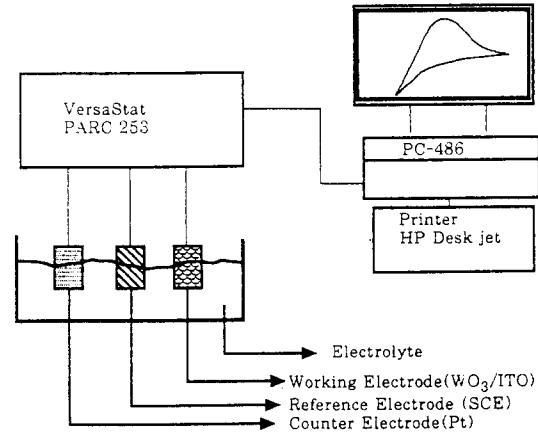 VersaStat
PARC 253
PC-486
Printer
HP Desk jet
Electrolyte
Working Electrode(WO₃/ITO)
Reference Electrode (SCE)
Counter Electrode(Pt)